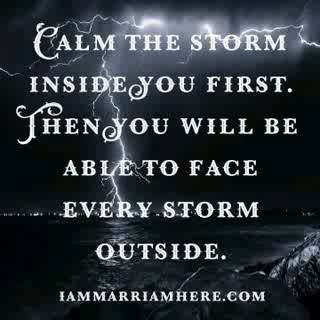 Calm the storm
inside you first.
Then you will be
able to face
every storm
outside.
iammarriamhere.com